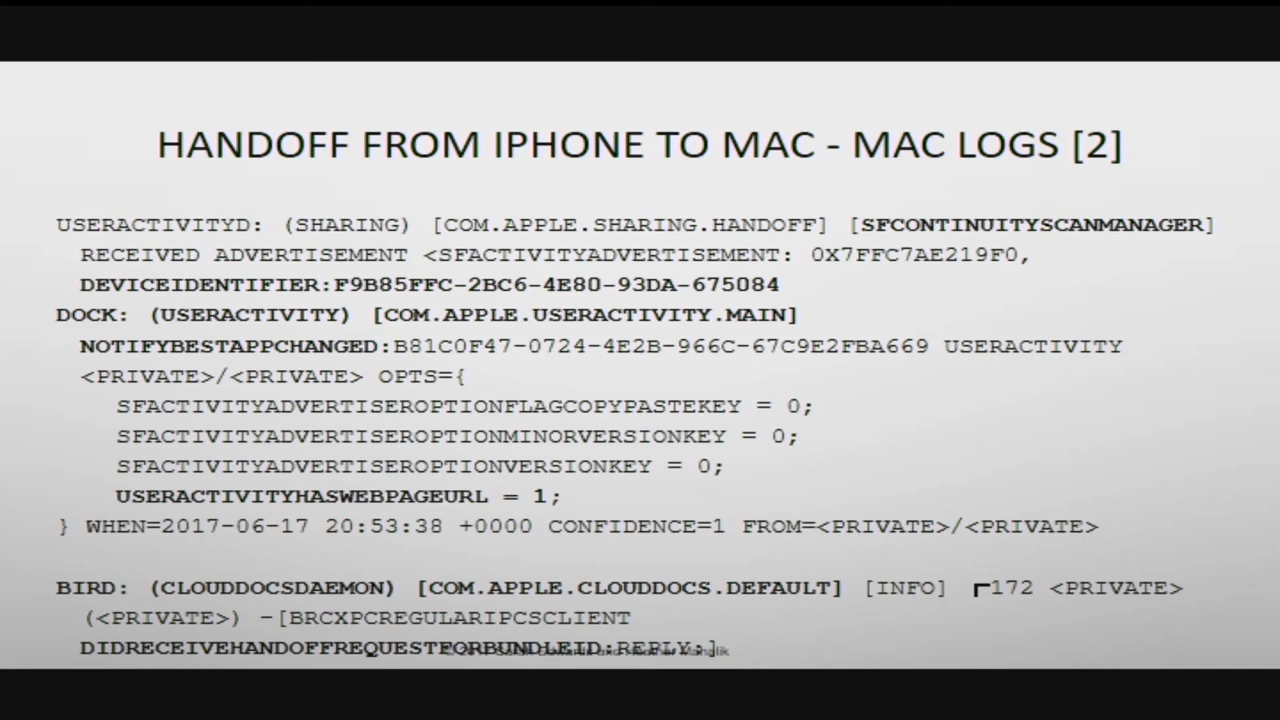 HANDOFF FROM IPHONE TO MAC - MAC LOGS [2]
USERACTIVITYD: (SHARING) [COM.APPLE.SHARING.HANDOFF] [SFCONTINUITYSCANMANAGER]
RECEIVED ADVERTISEMENT <SFACTIVITYADVERTISEMENT: 0X7FFC7AE219F0,
DEVICEIDENTIFIER:F9B85FFC-2BC6-4E80-93DA-675084
DOCK: (USERACTIVITY) [COM.APPLE.USERACTIVITY.MAIN]
NOTIFYBESTAPPCHANGED:B81C0F47-0724-4E2B-966C-67C9E2FBA669 USERACTIVITY
<PRIVATE>/<PRIVATE> OPTS={
SFACTIVITYADVERTISEROPTIONFLAGCOPYPASTEKEY = 0;
SFACTIVITYADVERTISEROPTIONMINORVERSIONKEY = 0;
SFACTIVITYADVERTISEROPTIONVERSIONKEY = 0;
USERACTIVITYHASWEBPAGEURL = 1;
} WHEN=2017-06-17 20:53:38 +0000 CONFIDENCE=1 FROM=<PRIVATE>/<PRIVATE>
BIRD: (CLOUDDOCSDAEMON) [COM.APPLE.CLOUDDOCS.DEFAULT] [INFO] ┏172 <PRIVATE>
(<PRIVATE>) -[BRCXPCREGULARIPCSCLIENT
DIDRECEIVEHANDOFFREQUESTFORBUNDLEID:REPLY:]